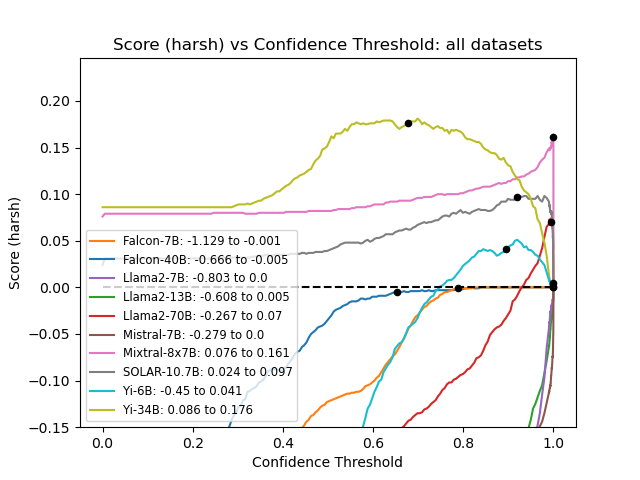 Score (harsh) vs Confidence Threshold: all datasets
Score (harsh)
0.20
0.15
0.10
0.05
0.00
−0.05
−0.10
−0.15
Falcon-7B: -1.129 to -0.001
Falcon-40B: -0.666 to -0.005
Llama2-7B: -0.803 to 0.0
Llama2-13B: -0.608 to 0.005
Llama2-70B: -0.267 to 0.07
Mistral-7B: -0.279 to 0.0
Mixtral-8x7B: 0.076 to 0.161
SOLAR-10.7B: 0.024 to 0.097
Yi-6B: -0.45 to 0.041
Yi-34B: 0.086 to 0.176
0.0 0.2 0.4 0.6 0.8 1.0
Confidence Threshold